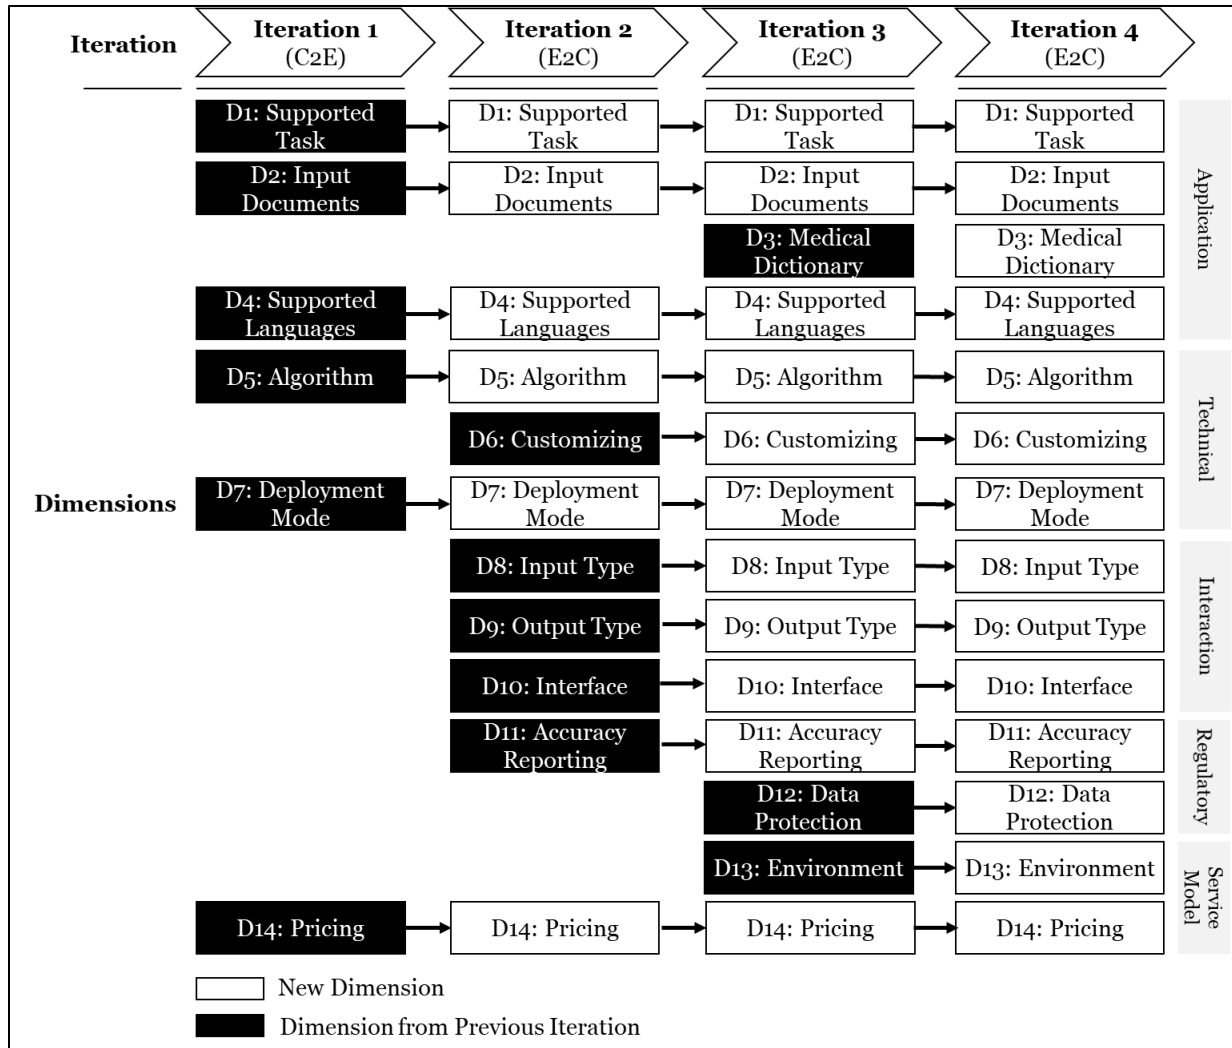 Iteration
Iteration 1
(C2E)
Iteration 2
(E2C)
Iteration 3
(E2C)
Iteration 4
(E2C)
D1: Supported
Task
D1: Supported
Task
D1: Supported
Task
D1: Supported
Task
D2: Input
Documents
D2: Input
Documents
D2: Input
Documents
D2: Input
Documents
D3: Medical
Dictionary
D3: Medical
Dictionary
D4: Supported
Languages
D4: Supported
Languages
D4: Supported
Languages
D4: Supported
Languages
Application
D5: Algorithm
D5: Algorithm
D5: Algorithm
D5: Algorithm
D6: Customizing
D6: Customizing
D6: Customizing
Dimensions
D7: Deployment
Mode
D7: Deployment
Mode
D7: Deployment
Mode
D7: Deployment
Mode
Technical
D8: Input Type
D8: Input Type
D8: Input Type
D9: Output Type
D9: Output Type
D9: Output Type
D10: Interface
D10: Interface
D10: Interface
Interaction
D11: Accuracy
Reporting
D11: Accuracy
Reporting
D11: Accuracy
Reporting
D12: Data
Protection
D12: Data
Protection
Regulatory
D13: Environment
D13: Environment
D14: Pricing
D14: Pricing
D14: Pricing
D14: Pricing
Service
Model
New Dimension
Dimension from Previous Iteration